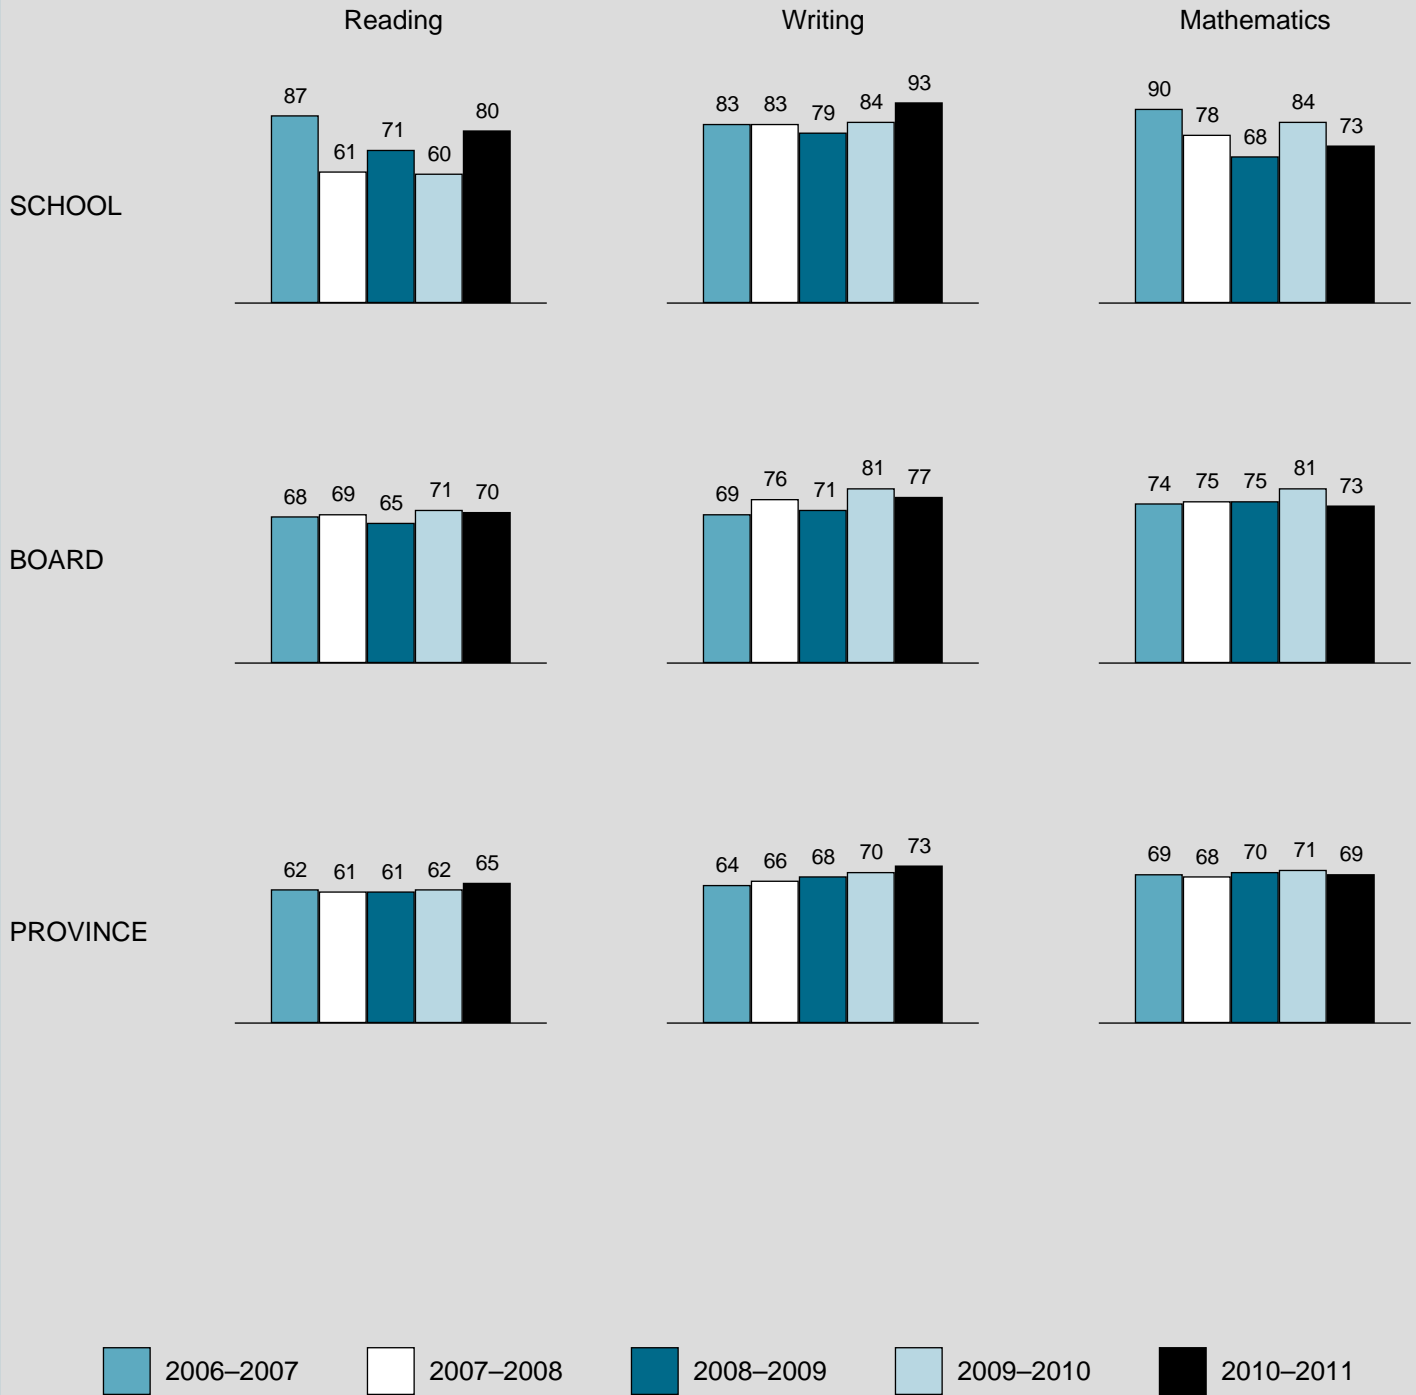 Reading Writing Mathematics
SCHOOL
87 61 71 60 80
83 83 79 84 93
90 78 68 84 73
BOARD
68 69 65 71 70
69 76 71 81 77
74 75 75 81 73
PROVINCE
62 61 61 62 65
64 66 68 70 73
69 68 70 71 69
2006–2007 2007–2008 2008–2009 2009–2010 2010–2011